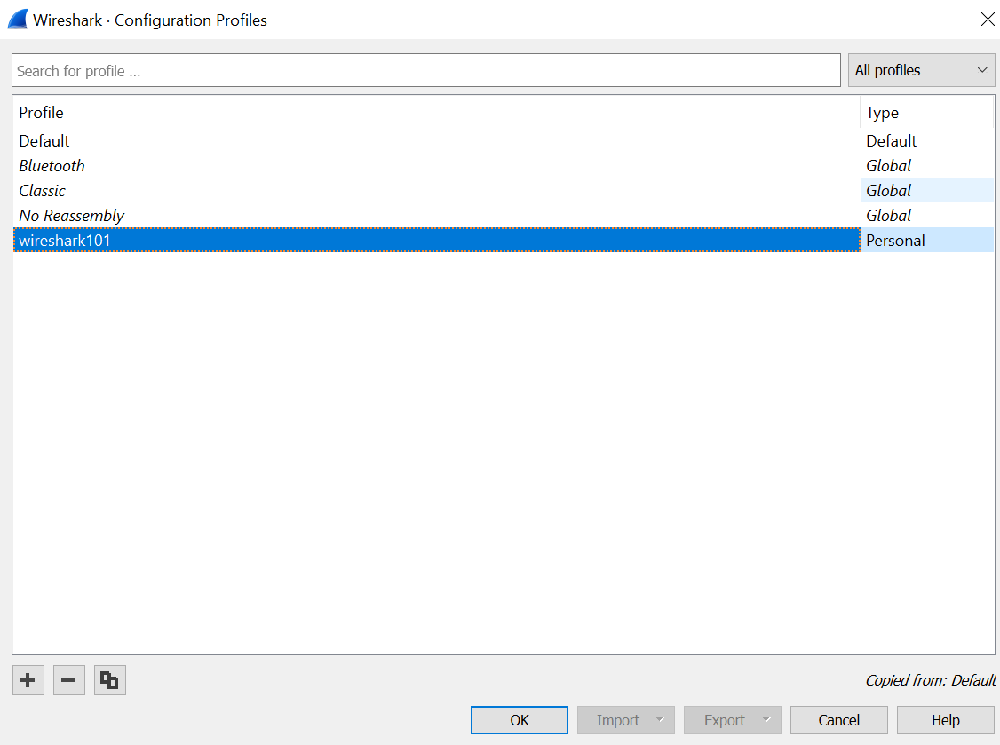 Wireshark · Configuration Profiles
Search for profile ... All profiles
Profile Type
Default Default
Bluetooth Global
Classic Global
No Reassembly Global
wireshark101 Personal
Copied from: Default
OK Import Export Cancel Help